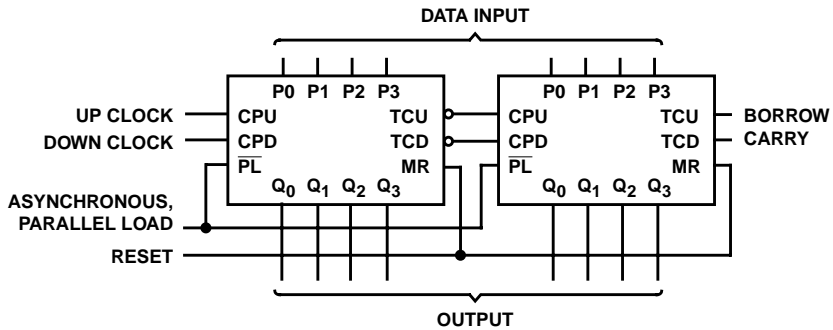 DATA INPUT
P0 P1 P2 P3
P0 P1 P2 P3
UP CLOCK CPU TCU CPU TCU BORROW
DOWN CLOCK CPD TCD CPD TCD CARRY
PL MR PL MR
Q0 Q1 Q2 Q3
Q0 Q1 Q2 Q3
ASYNCHRONOUS,
PARALLEL LOAD
RESET
OUTPUT